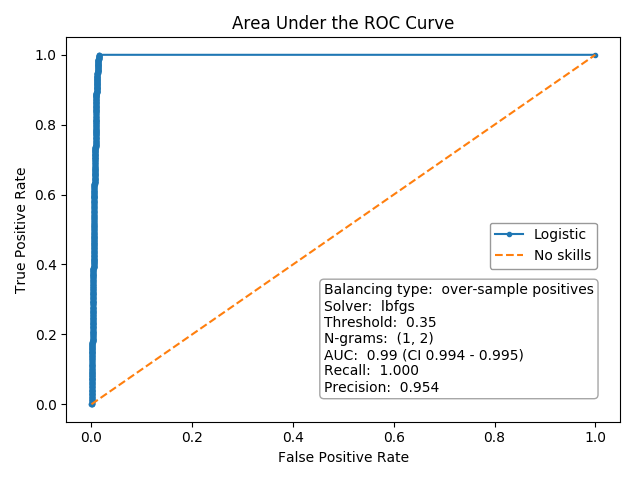 Area Under the ROC Curve
True Positive Rate
1.0
0.8
0.6
0.4
0.2
0.0
Logistic
No skills
Balancing type:  over-sample positives
Solver:  lbfgs
Threshold:  0.35
N-grams:  (1, 2)
AUC:  0.99 (CI 0.994 - 0.995)
Recall:  1.000
Precision:  0.954
0.0 0.2 0.4 0.6 0.8 1.0
False Positive Rate